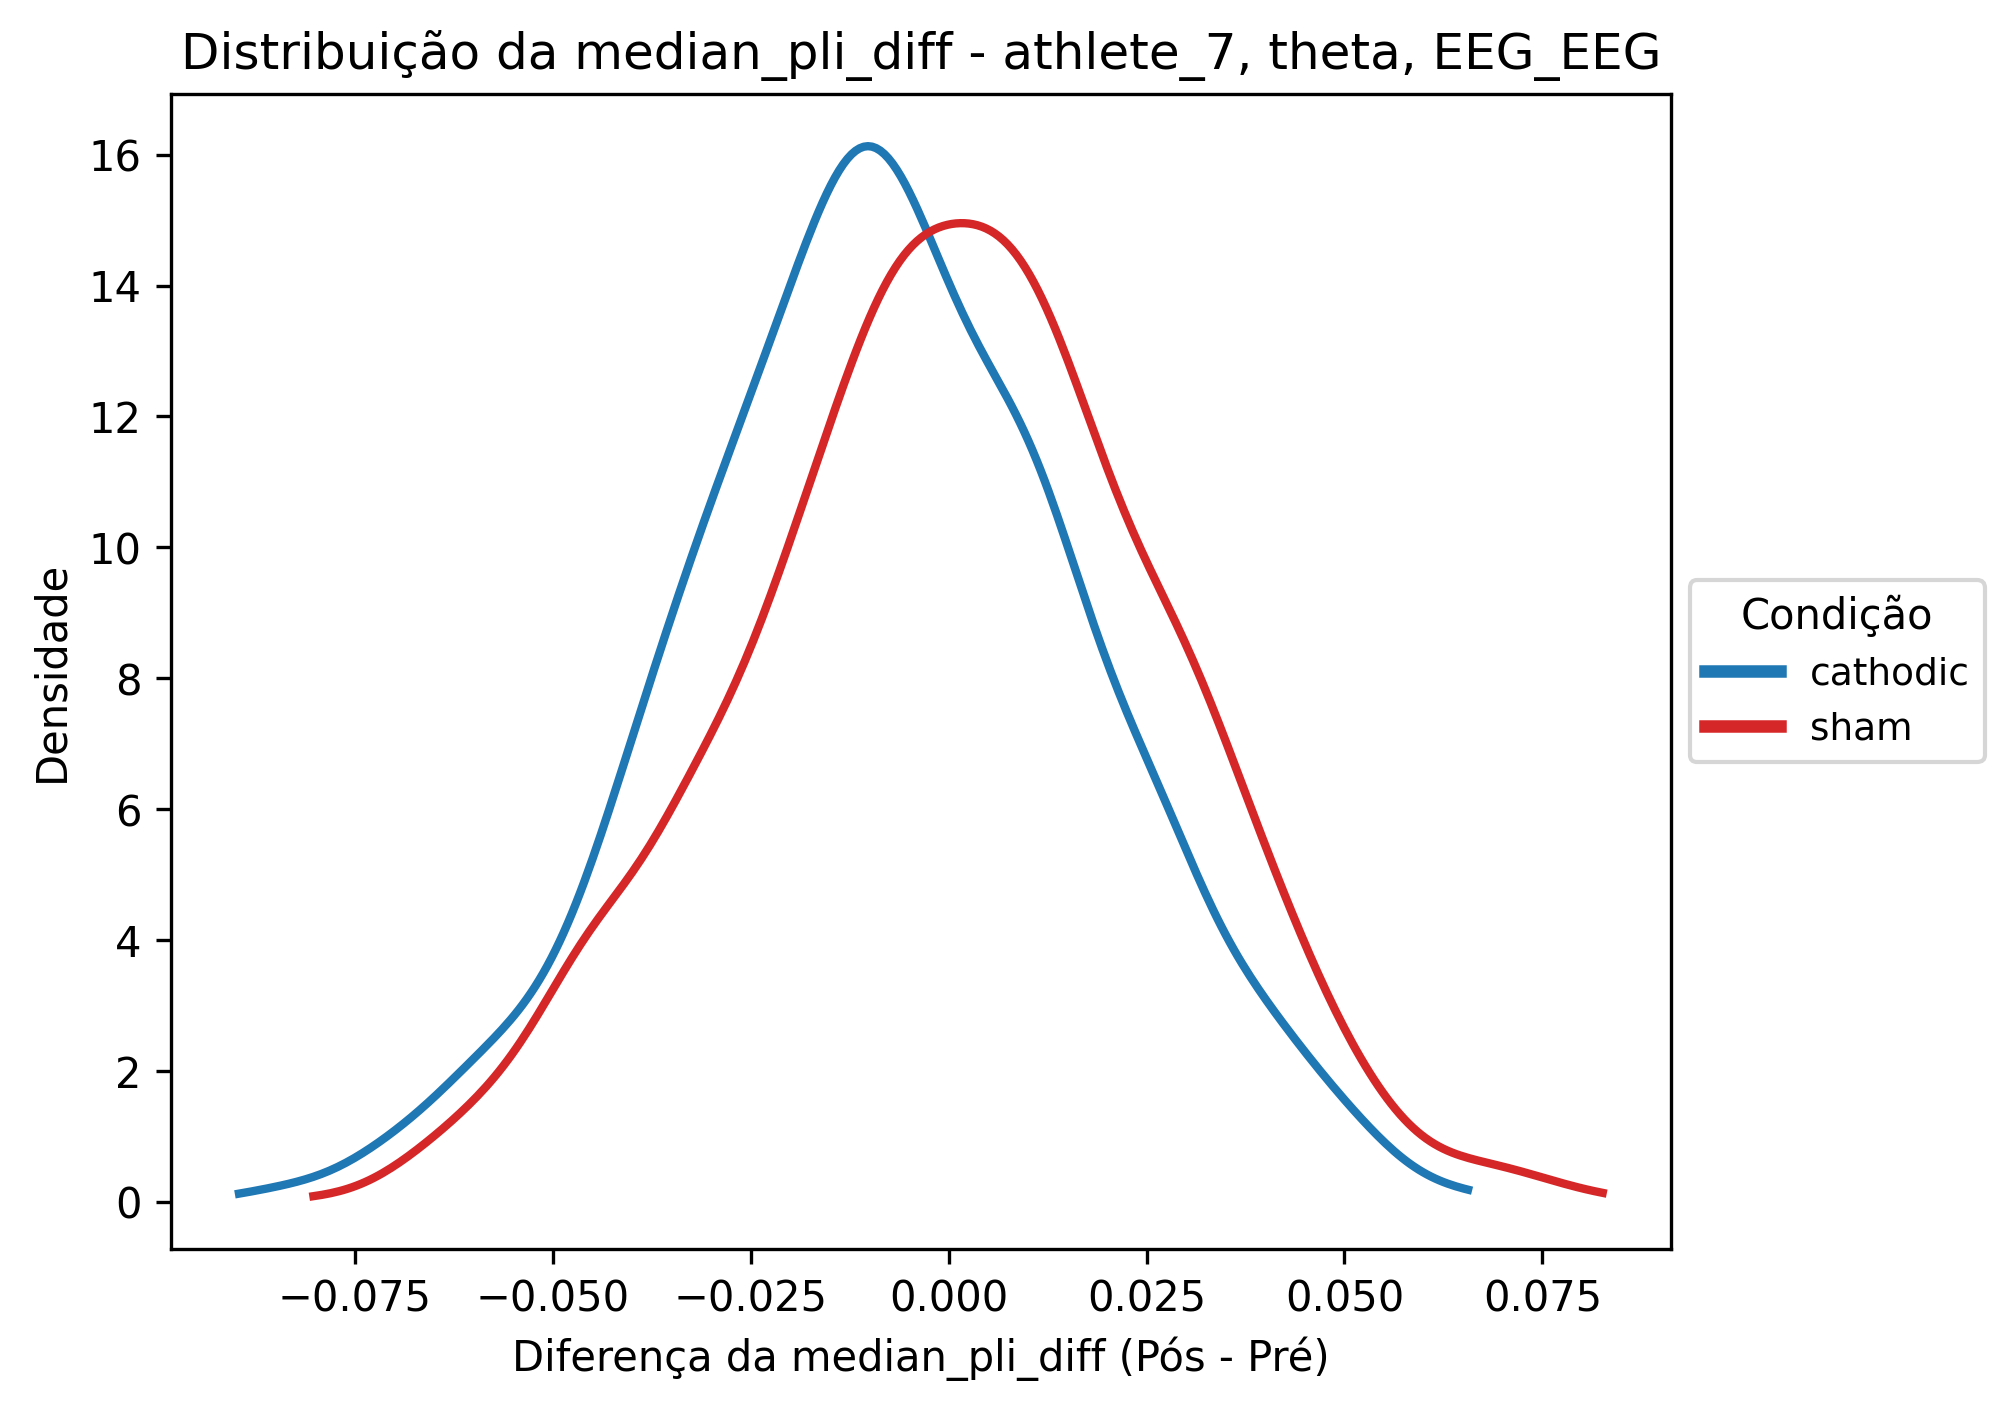 Distribuição da median_pli_diff - athlete_7, theta, EEG_EEG
16
14
12
10
8
6
4
2
0
Densidade
−0.075
−0.050
−0.025
0.000
0.025
0.050
0.075
Diferença da median_pli_diff (Pós - Pré)
Condição
cathodic
sham